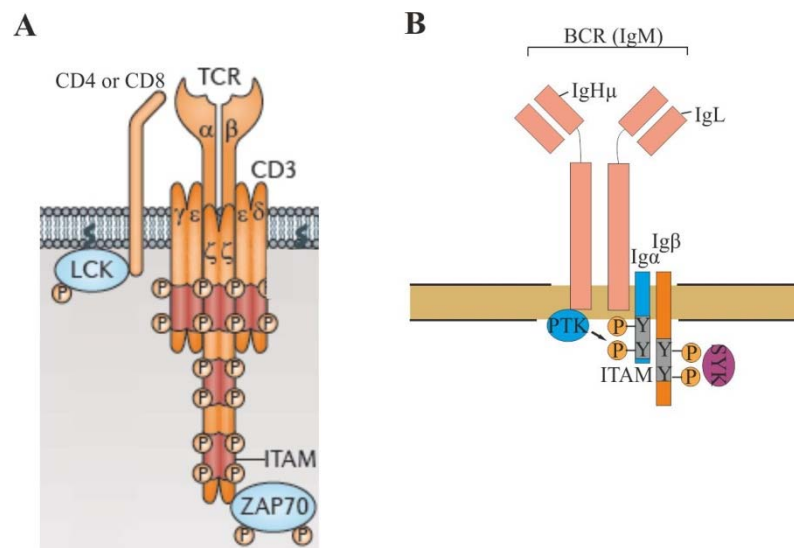 A
CD4 or CD8
TCR
α β
CD3
γ ε ε δ
ζ ζ
LCK
P
P P P P
P P P P
P P
P P
P P
P P
ITAM
ZAP70
P P
B
BCR (IgM)
IgHμ
IgL
Igα
Igβ
PTK
P Y
P Y
Y P
Y P
ITAM
SYK